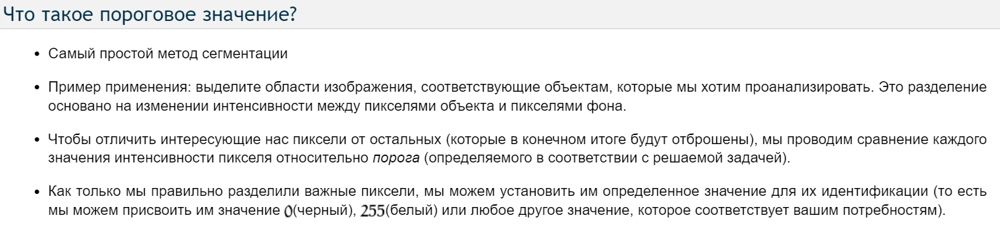 Что такое пороговое значение?
• Самый простой метод сегментации
• Пример применения: выделите области изображения, соответствующие объектам, которые мы хотим проанализировать. Это разделение
основано на изменении интенсивности между пикселями объекта и пикселями фона.
• Чтобы отличить интересующие нас пиксели от остальных (которые в конечном итоге будут отброшены), мы проводим сравнение каждого
значения интенсивности пикселя относительно порога (определяемого в соответствии с решаемой задачей).
• Как только мы правильно разделили важные пиксели, мы можем установить им определенное значение для их идентификации (то есть
мы можем присвоить им значение 0(черный), 255(белый) или любое другое значение, которое соответствует вашим потребностям).